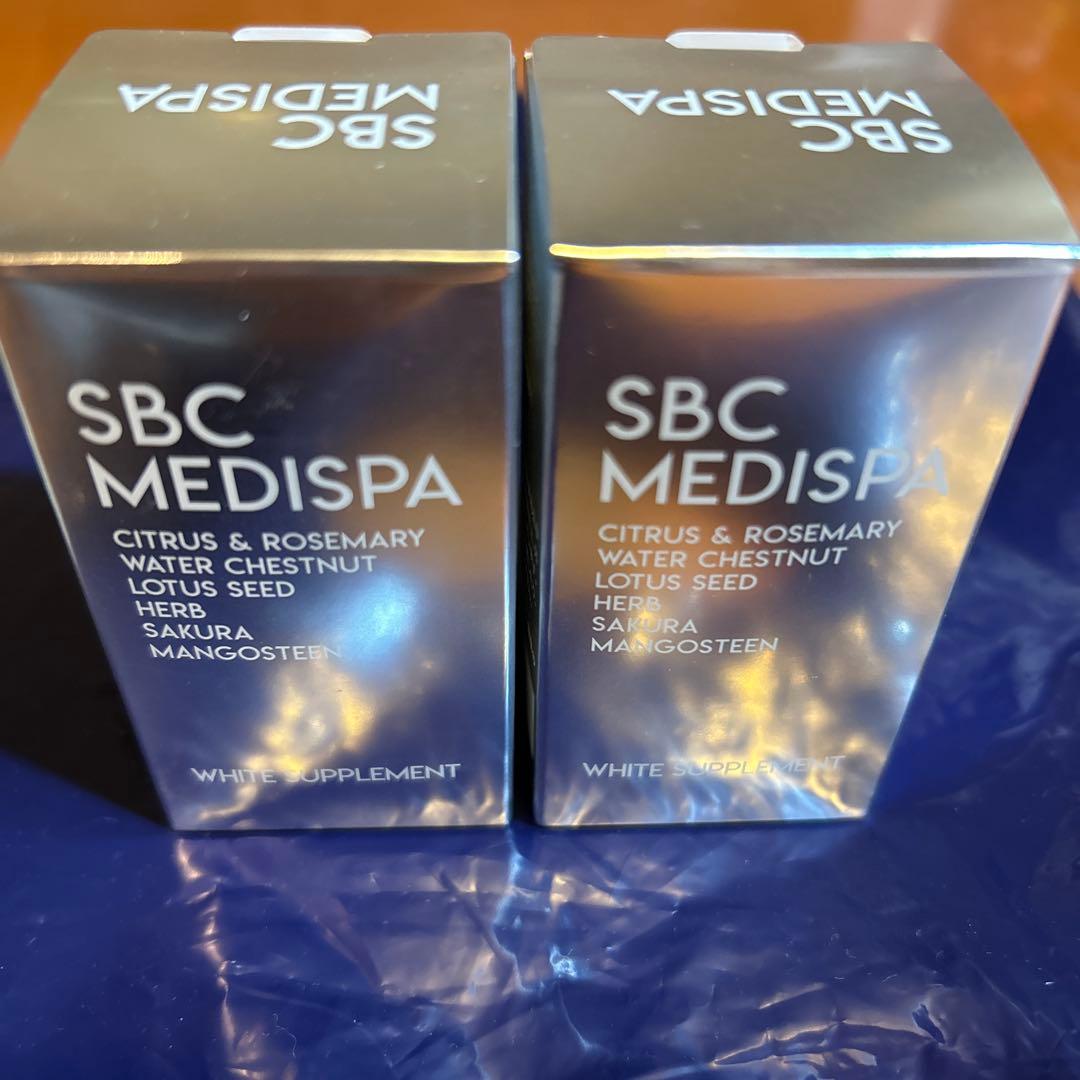 SBC
MEDISPA
SBC
MEDISPA
CITRUS & ROSEMARY
WATER CHESTNUT
LOTUS SEED
HERB
SAKURA
MANGOSTEEN
WHITE SUPPLEMENT
SBC
MEDISPA
SBC
MEDISPA
CITRUS & ROSEMARY
WATER CHESTNUT
LOTUS SEED
HERB
SAKURA
MANGOSTEEN
WHITE SUPPLEMENT